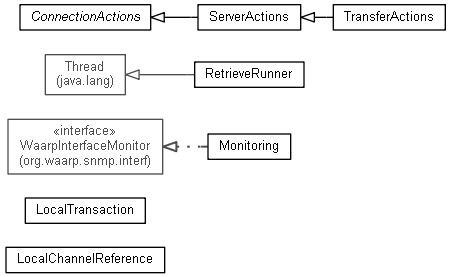 ConnectionActions
ServerActions
TransferActions
Thread
(java.lang)
RetrieveRunner
«interface»
WaarpInterfaceMonitor
(org.waarp.snmp.interf)
Monitoring
LocalTransaction
LocalChannelReference